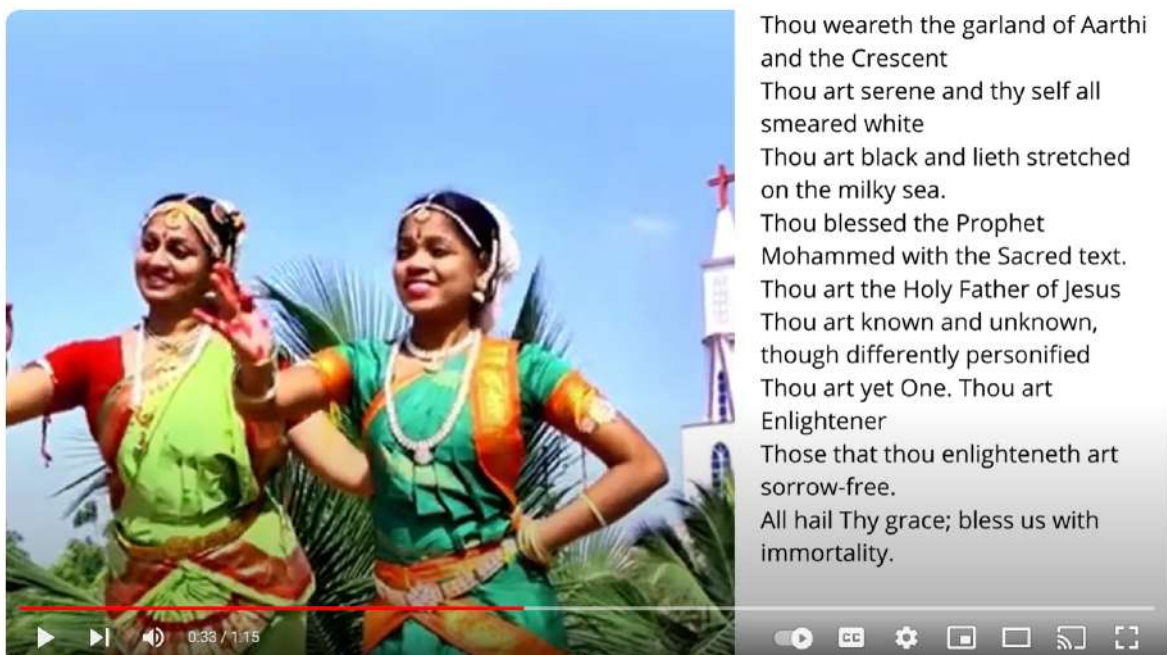 Thou weareth the garland of Aarthi
and the Crescent
Thou art serene and thy self all
smeared white
Thou art black and lieth stretched
on the milky sea.
Thou blessed the Prophet
Mohammed with the Sacred text.
Thou art the Holy Father of Jesus
Thou art known and unknown,
though differently personified
Thou art yet One. Thou art
Enlightener
Those that thou enlighteneth art
sorrow-free.
All hail Thy grace; bless us with
immortality.
0:33 / 1:15
CC